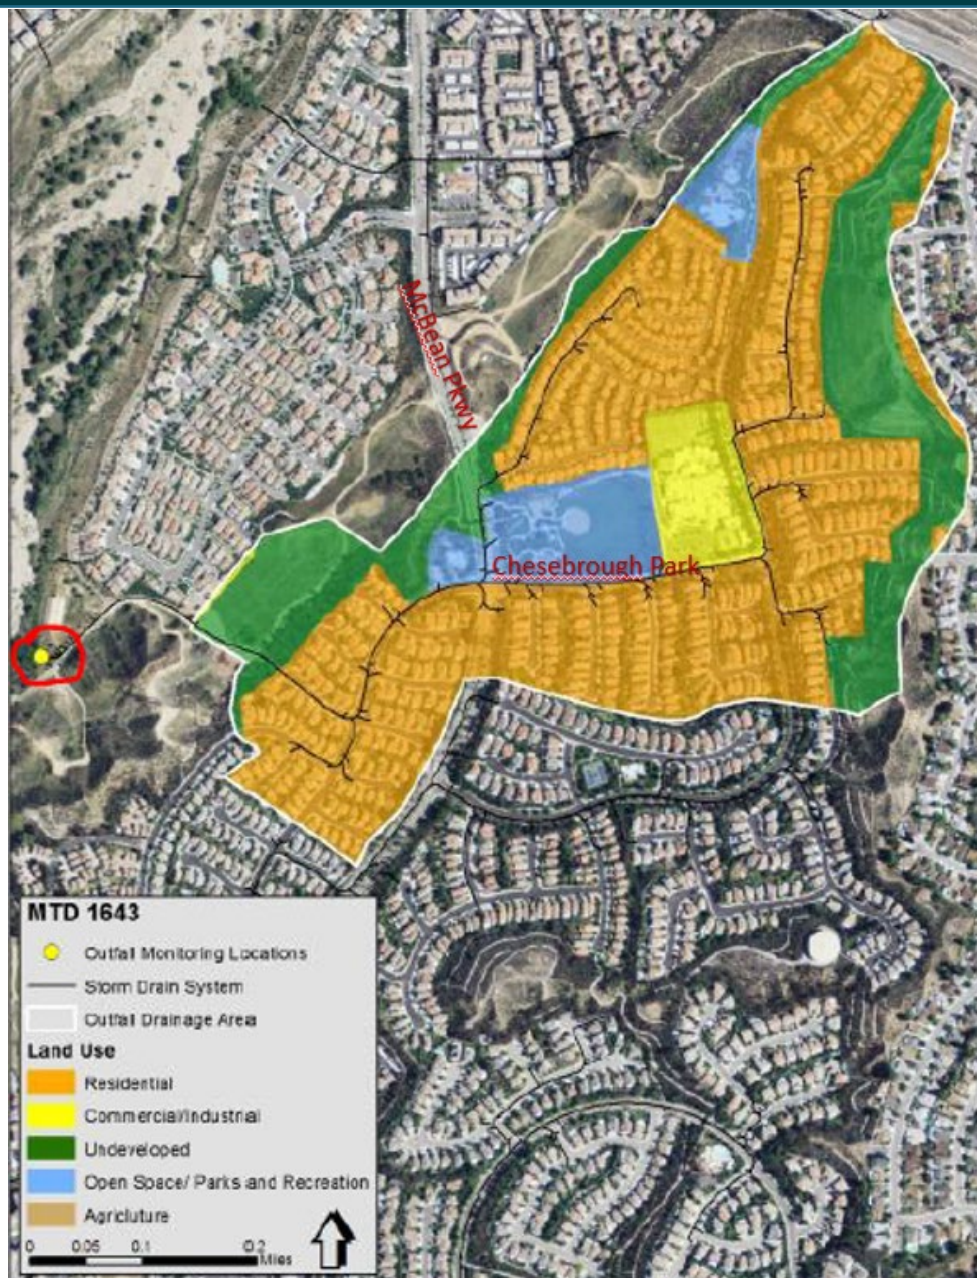 McBean Pkwy
Chesebrough Park
MTD 1643
Outfall Monitoring Locations
Storm Drain System
Outfall Drainage Area
Land Use
Residential
Commercial/Industrial
Undeveloped
Open Space/ Parks and Recreation
Agricluture
0 0.05 0.1 0.2
Miles